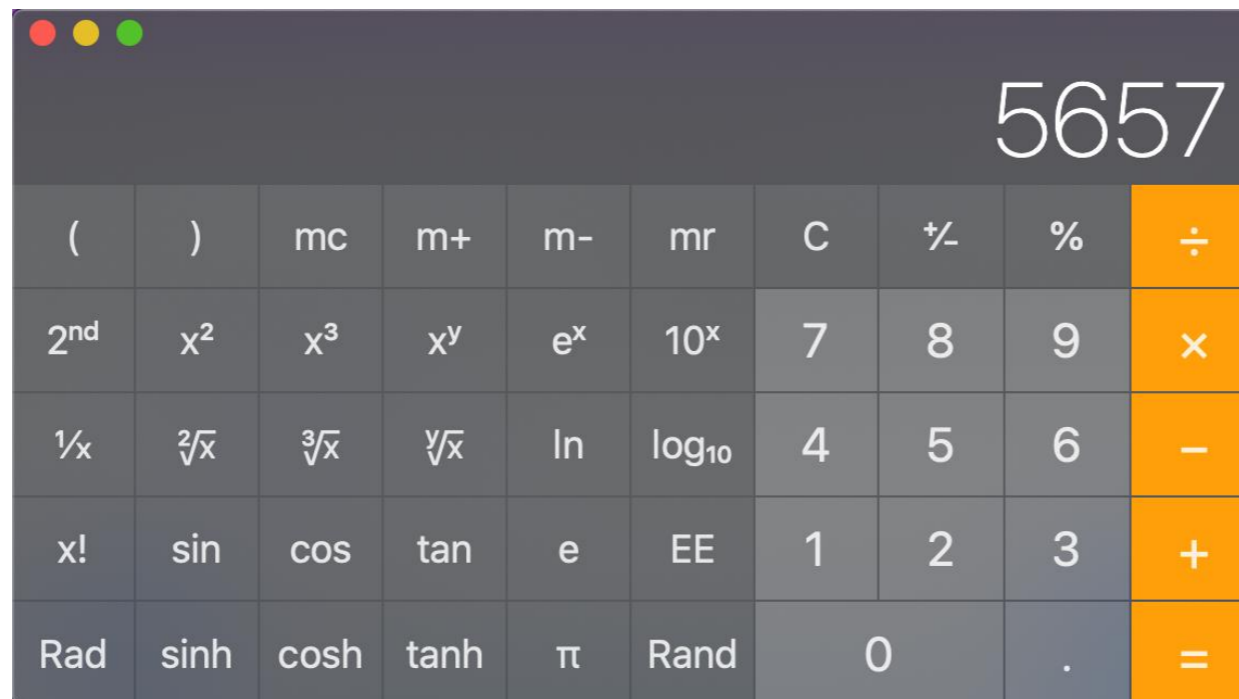 5657
( ) mc m+ m- mr C ⁺∕₋ % ÷
2ⁿᵈ x² x³ xʸ eˣ 10ˣ 7 8 9 ×
¹∕x ²√x ³√x ʸ√x ln log₁₀ 4 5 6 −
x! sin cos tan e EE 1 2 3 +
Rad sinh cosh tanh π Rand 0 . =